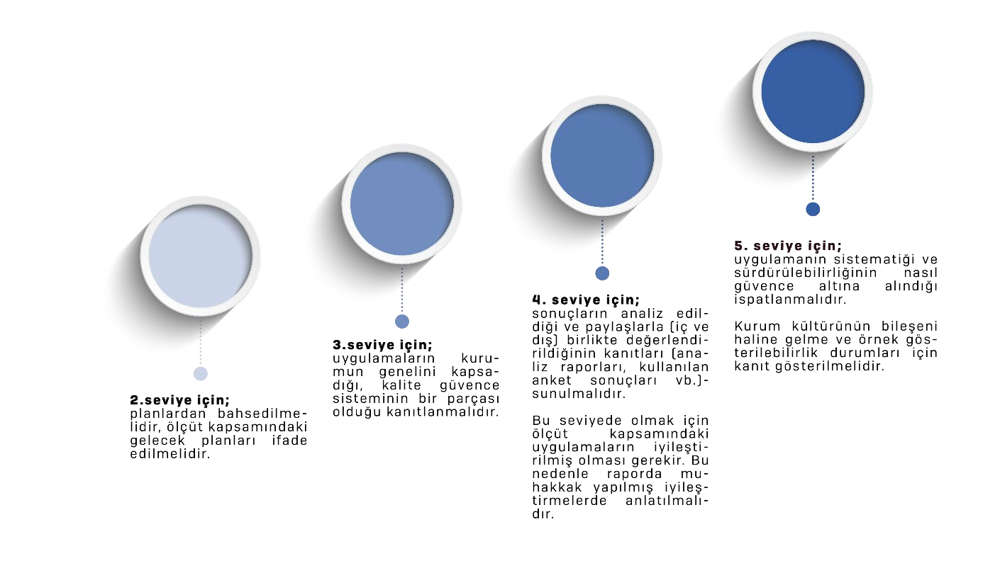 2.seviye için;
planlardan bahsedilme-
lidir, ölçüt kapsamındaki
gelecek planları ifade
edilmelidir.
3.seviye için;
uygulamaların kuru-
mun genelini kapsa-
dığı, kalite güvence
sisteminin bir parçası
olduğu kanıtlanmalıdır.
4. seviye için;
sonuçların analiz edil-
diği ve paylaşlarla (iç ve
dış) birlikte değerlendi-
rildiğinin kanıtları (ana-
liz raporları, kullanılan
anket sonuçları vb.)-
sunulmalıdır.
Bu seviyede olmak için
ölçüt kapsamındaki
uygulamaların iyileşti-
rilmiş olması gerekir. Bu
nedenle raporda mu-
hakkak yapılmış iyileş-
tirmelerde anlatılmalı-
dır.
5. seviye için;
uygulamanın sistematiği ve
sürdürülebilirliğinin nasıl
güvence altına alındığı
ispatlanmalıdır.
Kurum kültürünün bileşeni
haline gelme ve örnek gös-
terilebilirlik durumları için
kanıt gösterilmelidir.